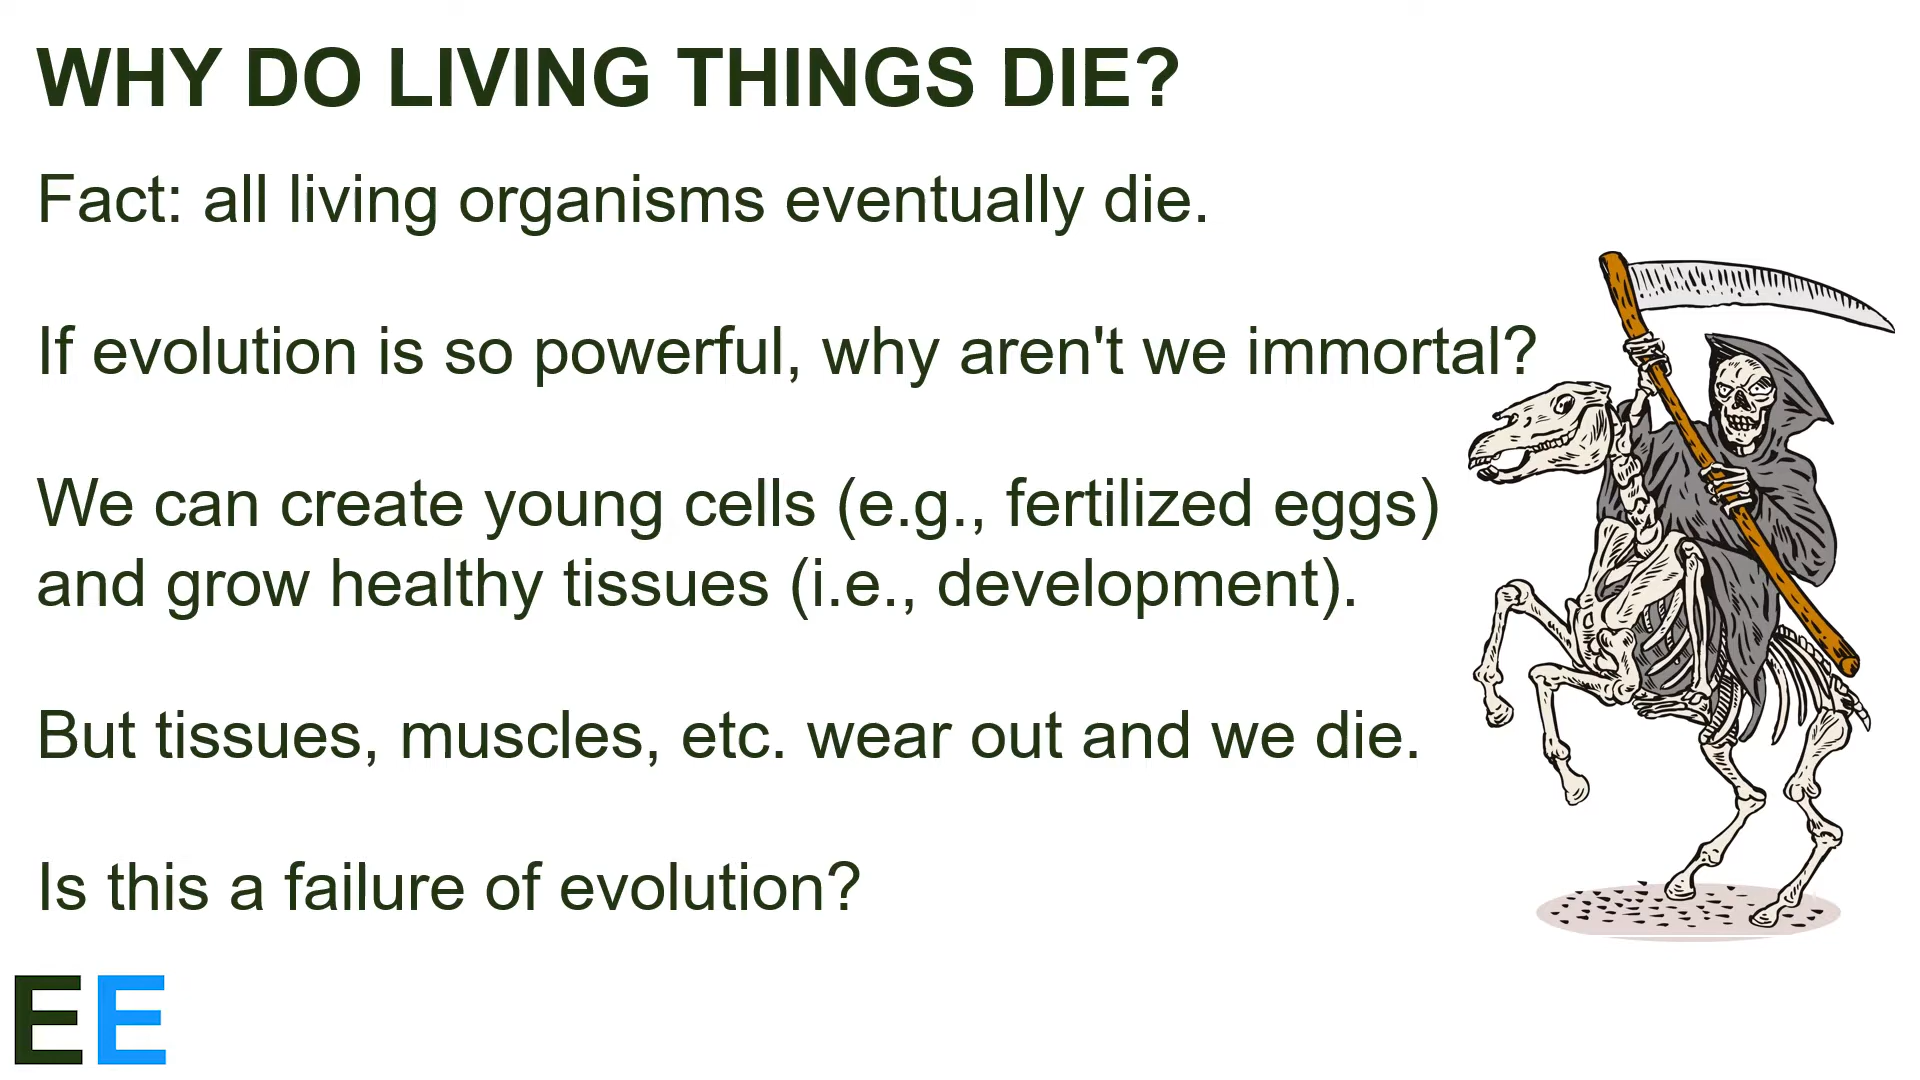 WHY DO LIVING THINGS DIE?
Fact: all living organisms eventually die.
If evolution is so powerful, why aren't we immortal?
We can create young cells (e.g., fertilized eggs)
and grow healthy tissues (i.e., development).
But tissues, muscles, etc. wear out and we die.
Is this a failure of evolution?
EE